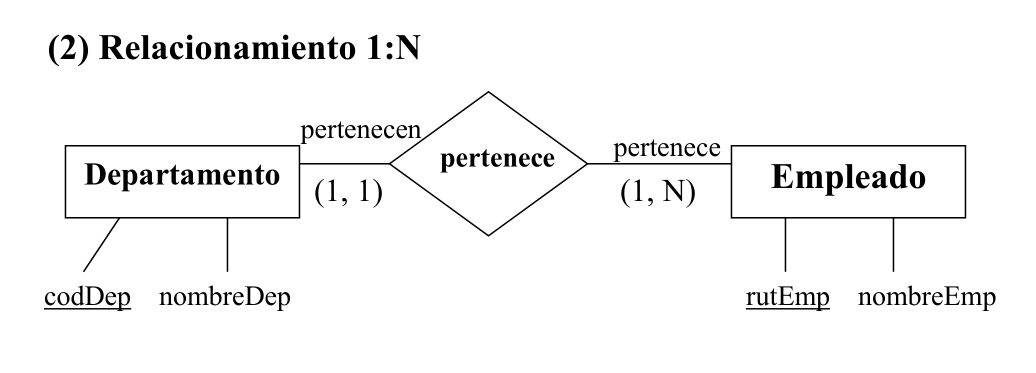 (2) Relacionamiento 1:N
pertenecen
pertenece
pertenece
Departamento
Empleado
(1, 1)
(1, N)
codDep
nombreDep
rutEmp
nombreEmp